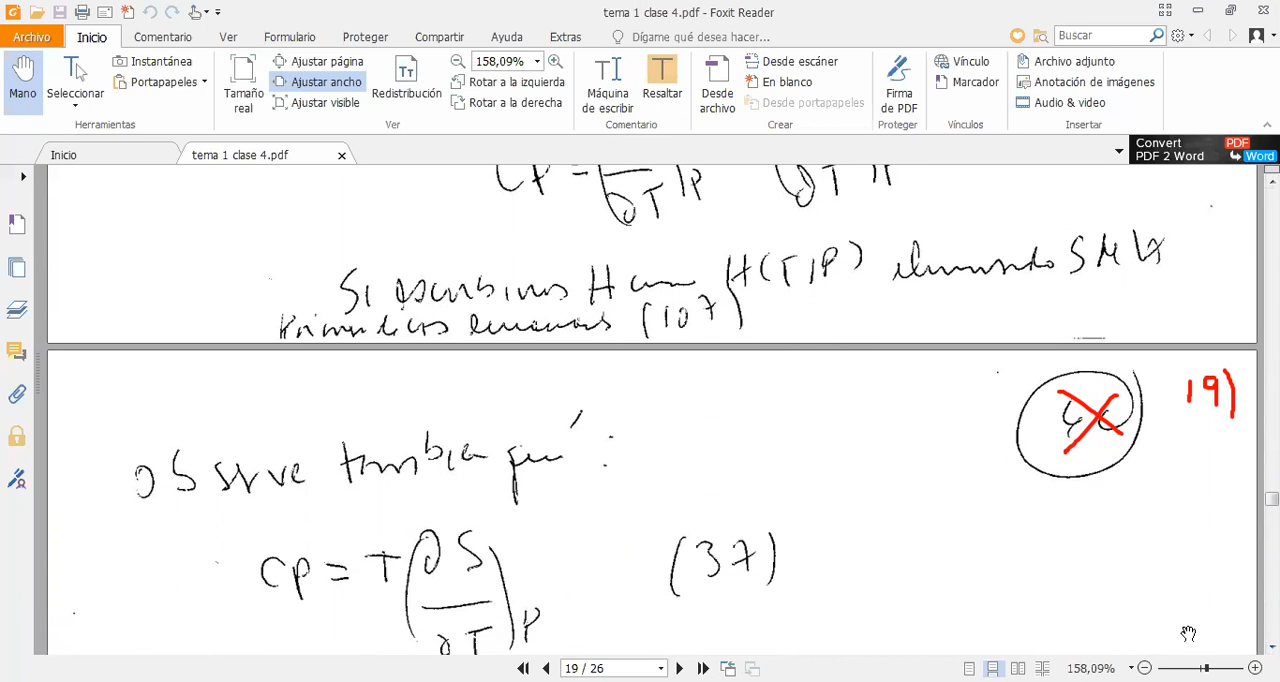 tema 1 clase 4.pdf - Foxit Reader
Archivo Inicio Comentario Ver Formulario Proteger Compartir Ayuda Extras Dígame qué desea hacer... Buscar
Mano
Seleccionar
Instantánea
Portapapeles
Herramientas
Tamaño real
Ajustar página
Ajustar ancho
Ajustar visible
Redistribución
158,09%
Rotar a la izquierda
Rotar a la derecha
Ver
Máquina de escribir
Resaltar
Comentario
Desde archivo
Desde escáner
En blanco
Desde portapapeles
Crear
Firma de PDF
Proteger
Vínculo
Marcador
Vínculos
Archivo adjunto
Anotación de imágenes
Audio & video
Insertar
Inicio tema 1 clase 4.pdf
Convert PDF
PDF 2 Word Word
CP = ∂T P ∂T P
Si escribimos H como H(T,P) eliminando S
tenemos (107)
19)
Observe también que:
CP = T(∂S/∂T)P (37)
19 / 26 158,09%